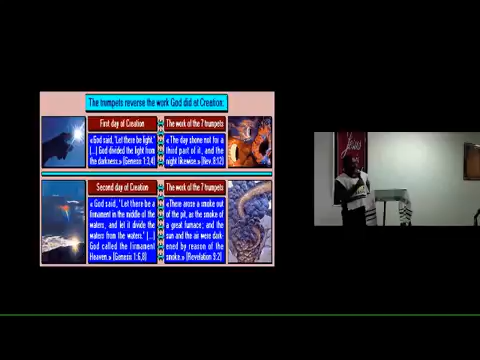 The trumpets reverse the work God did at Creation:
First day of Creation
The work of the 7 trumpets
«God said, 'Let there be light.'
(...) God divided the light from
the darkness.» (Genesis 1:3,4)
«The day shone not for a
third part of it, and the
night likewise.» (Rev. 8:12)
Second day of Creation
The work of the 7 trumpets
«God said, 'Let there be a
firmament in the middle of the
waters, and let it divide the
waters from the waters.' (...)
God called the firmament
Heaven.» (Genesis 1:6,8)
«There arose a smoke out
of the pit, as the smoke of
a great furnace; and the
sun and the air were dark-
ened by reason of the
smoke.» (Revelation 9:2)
Jesus